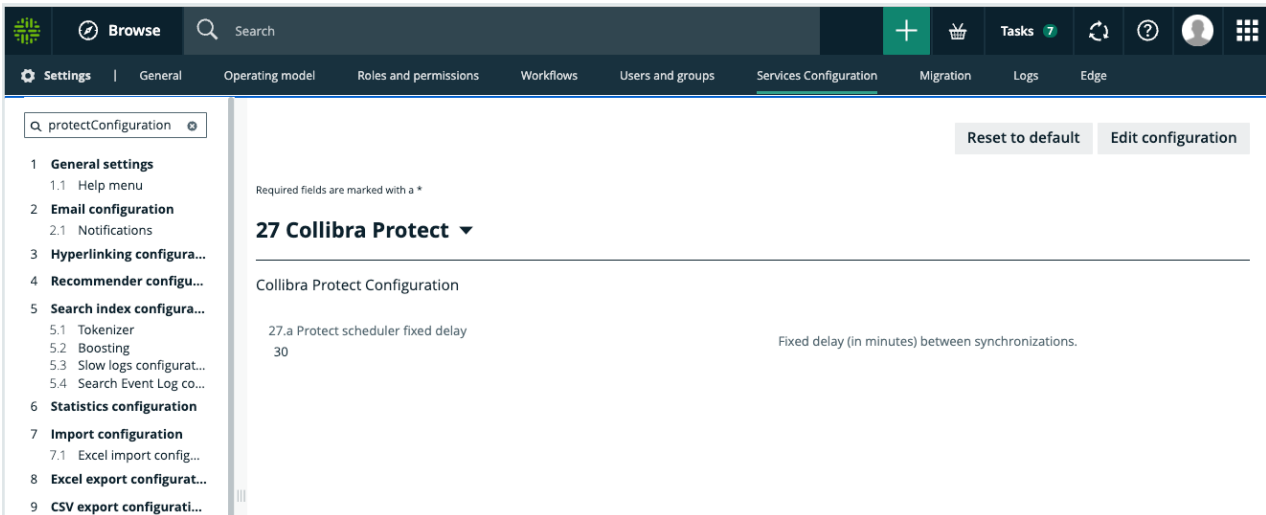 Browse
Search
Tasks 7
Settings | General Operating model Roles and permissions Workflows Users and groups Services Configuration Migration Logs Edge
protectConfiguration
Reset to default Edit configuration
1 General settings
1.1 Help menu
2 Email configuration
2.1 Notifications
3 Hyperlinking configura...
4 Recommender configu...
5 Search index configura...
5.1 Tokenizer
5.2 Boosting
5.3 Slow logs configurat...
5.4 Search Event Log co...
6 Statistics configuration
7 Import configuration
7.1 Excel import config...
8 Excel export configurat...
9 CSV export configurati...
Required fields are marked with a *
27 Collibra Protect
Collibra Protect Configuration
27.a Protect scheduler fixed delay
30
Fixed delay (in minutes) between synchronizations.